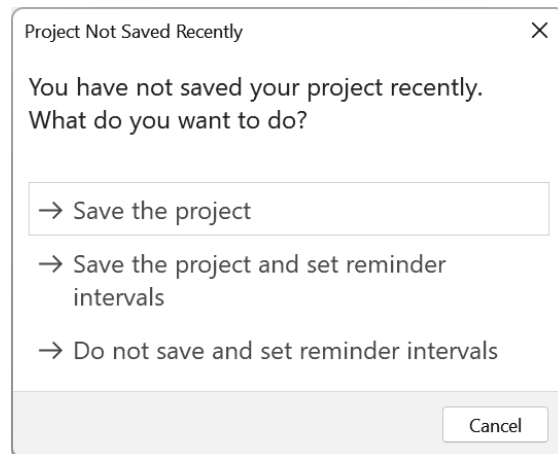 Project Not Saved Recently
You have not saved your project recently.
What do you want to do?
→ Save the project
→ Save the project and set reminder
intervals
→ Do not save and set reminder intervals
Cancel